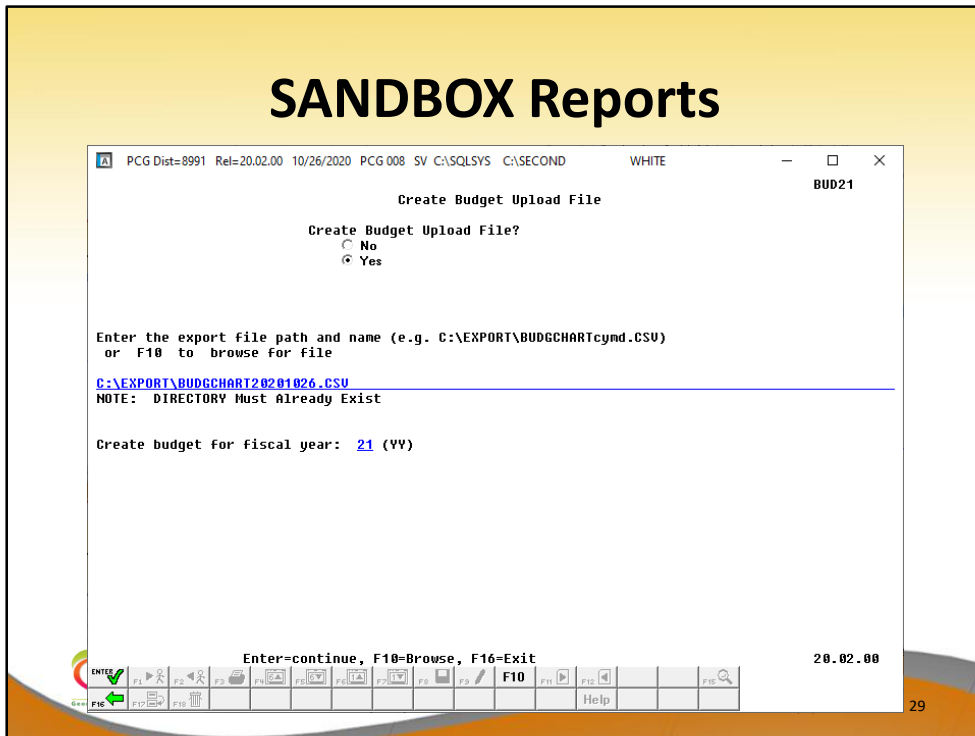 SANDBOX Reports
PCG Dist=8991 Rel=20.02.00 10/26/2020 PCG 008 SV C:\SQLSYS C:\SECOND WHITE
BUD21
Create Budget Upload File
Create Budget Upload File?
No
Yes
Enter the export file path and name (e.g. C:\EXPORT\BUDGCHARTcymd.CSV)
or F10 to browse for file
C:\EXPORT\BUDGCHART20201026.CSV
NOTE: DIRECTORY Must Already Exist
Create budget for fiscal year: 21 (YY)
Enter=continue, F10=Browse, F16=Exit
20.02.00
ENTER F1 F2 F3 F4 F5 F6 F7 F8 F9 F10 F11 F12 F15
F16 F17 F18 Help
29